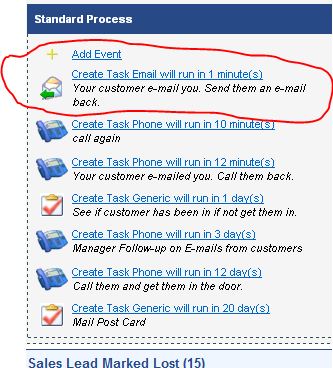 Standard Process
Add Event
Create Task Email will run in 1 minute(s)
Your customer e-mail you. Send them an e-mail
back.
Create Task Phone will run in 10 minute(s)
call again
Create Task Phone will run in 12 minute(s)
Your customer e-mailed you. Call them back.
Create Task Generic will run in 1 day(s)
See if customer has been in if not get them in.
Create Task Phone will run in 3 day(s)
Manager Follow-up on E-mails from customers
Create Task Phone will run in 12 day(s)
Call them and get them in the door.
Create Task Generic will run in 20 day(s)
Mail Post Card
Sales Lead Marked Lost (15)